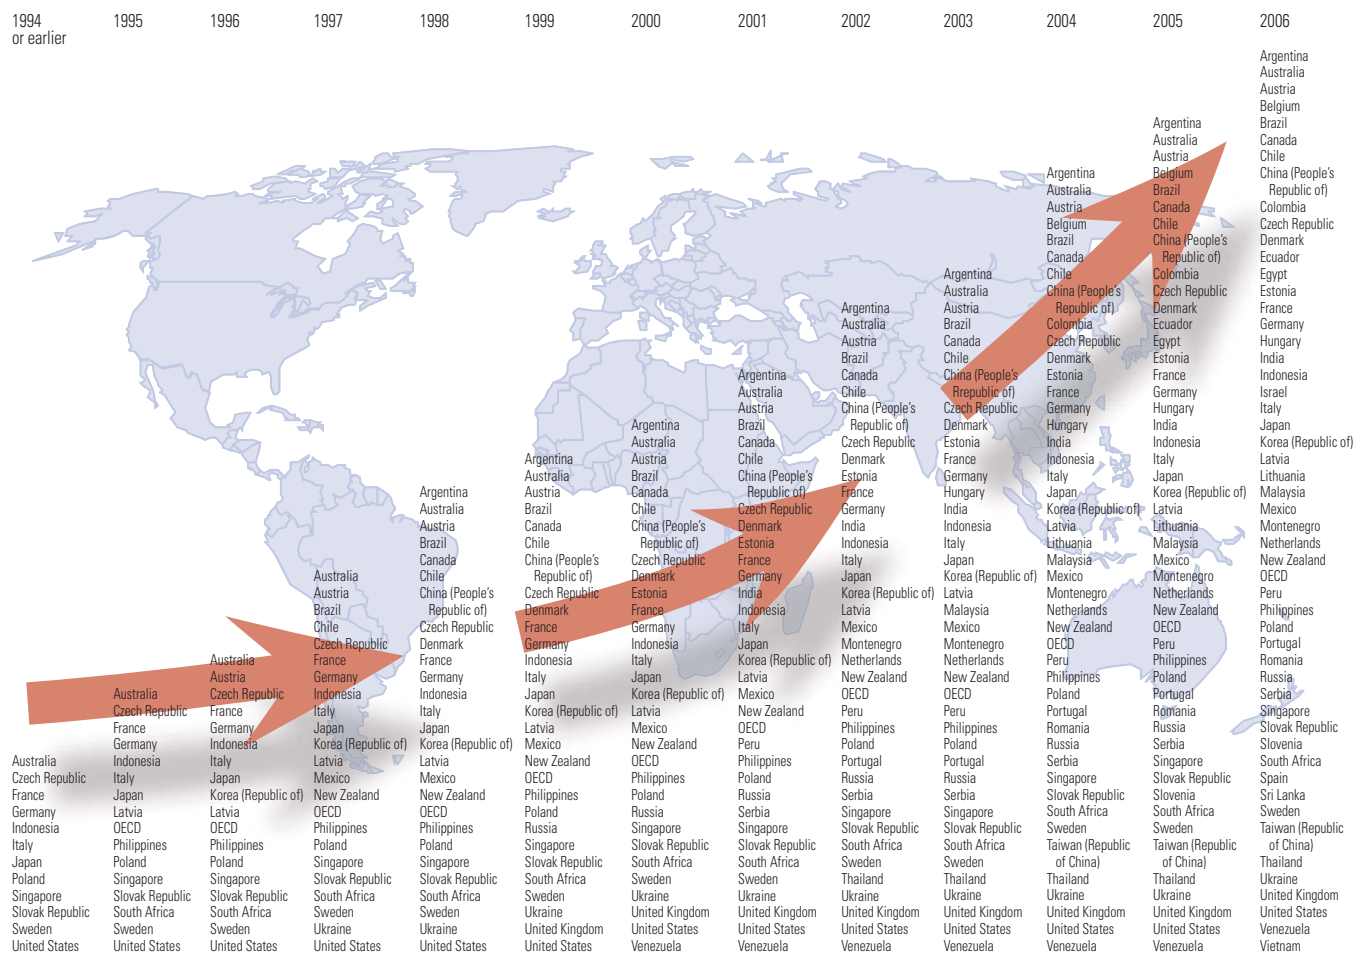 1994
or earlier
Australia
Czech Republic
France
Germany
Indonesia
Italy
Japan
Poland
Singapore
Slovak Republic
Sweden
United States
1995
Australia
Czech Republic
France
Germany
Indonesia
Italy
Japan
Latvia
OECD
Philippines
Poland
Singapore
Slovak Republic
South Africa
Sweden
United States
1996
Australia
Austria
Czech Republic
France
Germany
Indonesia
Italy
Japan
Korea (Republic of)
Latvia
OECD
Philippines
Poland
Singapore
Slovak Republic
South Africa
Sweden
United States
1997
Australia
Austria
Brazil
Chile
Czech Republic
France
Germany
Indonesia
Italy
Japan
Korea (Republic of)
Latvia
Mexico
New Zealand
OECD
Philippines
Poland
Singapore
Slovak Republic
South Africa
Sweden
Ukraine
United States
1998
Argentina
Australia
Austria
Brazil
Canada
Chile
China (People's
Republic of)
Czech Republic
Denmark
France
Germany
Indonesia
Italy
Japan
Korea (Republic of)
Latvia
Mexico
New Zealand
OECD
Philippines
Poland
Singapore
Slovak Republic
South Africa
Sweden
Ukraine
United States
1999
Argentina
Australia
Austria
Brazil
Canada
Chile
China (People's
Republic of)
Czech Republic
Denmark
France
Germany
Indonesia
Italy
Japan
Korea (Republic of)
Latvia
Mexico
New Zealand
OECD
Philippines
Poland
Russia
Singapore
Slovak Republic
South Africa
Sweden
Ukraine
United Kingdom
United States
2000
Argentina
Australia
Austria
Brazil
Canada
Chile
China (People's
Republic of)
Czech Republic
Denmark
Estonia
France
Germany
Indonesia
Italy
Japan
Korea (Republic of)
Latvia
Mexico
New Zealand
OECD
Philippines
Poland
Russia
Singapore
Slovak Republic
South Africa
Sweden
Ukraine
United Kingdom
United States
Venezuela
2001
Argentina
Australia
Austria
Brazil
Canada
Chile
China (People's
Republic of)
Czech Republic
Denmark
Estonia
France
Germany
India
Indonesia
Italy
Japan
Korea (Republic of)
Latvia
Mexico
New Zealand
OECD
Peru
Philippines
Poland
Russia
Serbia
Singapore
Slovak Republic
South Africa
Sweden
Ukraine
United Kingdom
United States
Venezuela
2002
Argentina
Australia
Austria
Brazil
Canada
Chile
China (People's
Republic of)
Czech Republic
Denmark
Estonia
France
Germany
India
Indonesia
Italy
Japan
Korea (Republic of)
Latvia
Mexico
Montenegro
Netherlands
New Zealand
OECD
Peru
Philippines
Poland
Portugal
Russia
Serbia
Singapore
Slovak Republic
South Africa
Sweden
Thailand
Ukraine
United Kingdom
United States
Venezuela
2003
Argentina
Australia
Austria
Brazil
Canada
Chile
China (People's
Rrepublic of)
Czech Republic
Denmark
Estonia
France
Germany
Hungary
India
Indonesia
Italy
Japan
Korea (Republic of)
Latvia
Malaysia
Mexico
Montenegro
Netherlands
New Zealand
OECD
Peru
Philippines
Poland
Portugal
Russia
Serbia
Singapore
Slovak Republic
South Africa
Sweden
Thailand
Ukraine
United Kingdom
United States
Venezuela
2004
Argentina
Australia
Austria
Belgium
Brazil
Canada
Chile
China (People's
Republic of)
Colombia
Czech Republic
Denmark
Estonia
France
Germany
Hungary
India
Indonesia
Italy
Japan
Korea (Republic of)
Latvia
Lithuania
Malaysia
Mexico
Montenegro
Netherlands
New Zealand
OECD
Peru
Philippines
Poland
Portugal
Romania
Russia
Serbia
Singapore
Slovak Republic
South Africa
Sweden
Taiwan (Republic
of China)
Thailand
Ukraine
United Kingdom
United States
Venezuela
2005
Argentina
Australia
Austria
Belgium
Brazil
Canada
Chile
China (People's
Republic of)
Colombia
Czech Republic
Denmark
Ecuador
Egypt
Estonia
France
Germany
Hungary
India
Indonesia
Italy
Japan
Korea (Republic of)
Latvia
Lithuania
Malaysia
Mexico
Montenegro
Netherlands
New Zealand
OECD
Peru
Philippines
Poland
Portugal
Romania
Russia
Serbia
Singapore
Slovak Republic
Slovenia
South Africa
Sweden
Taiwan (Republic
of China)
Thailand
Ukraine
United Kingdom
United States
Venezuela
2006
Argentina
Australia
Austria
Belgium
Brazil
Canada
Chile
China (People's
Republic of)
Colombia
Czech Republic
Denmark
Ecuador
Egypt
Estonia
France
Germany
Hungary
India
Indonesia
Israel
Italy
Japan
Korea (Republic of)
Latvia
Lithuania
Malaysia
Mexico
Montenegro
Netherlands
New Zealand
OECD
Peru
Philippines
Poland
Portugal
Romania
Russia
Serbia
Singapore
Slovak Republic
Slovenia
South Africa
Spain
Sri Lanka
Sweden
Taiwan (Republic
of China)
Thailand
Ukraine
United Kingdom
United States
Venezuela
Vietnam